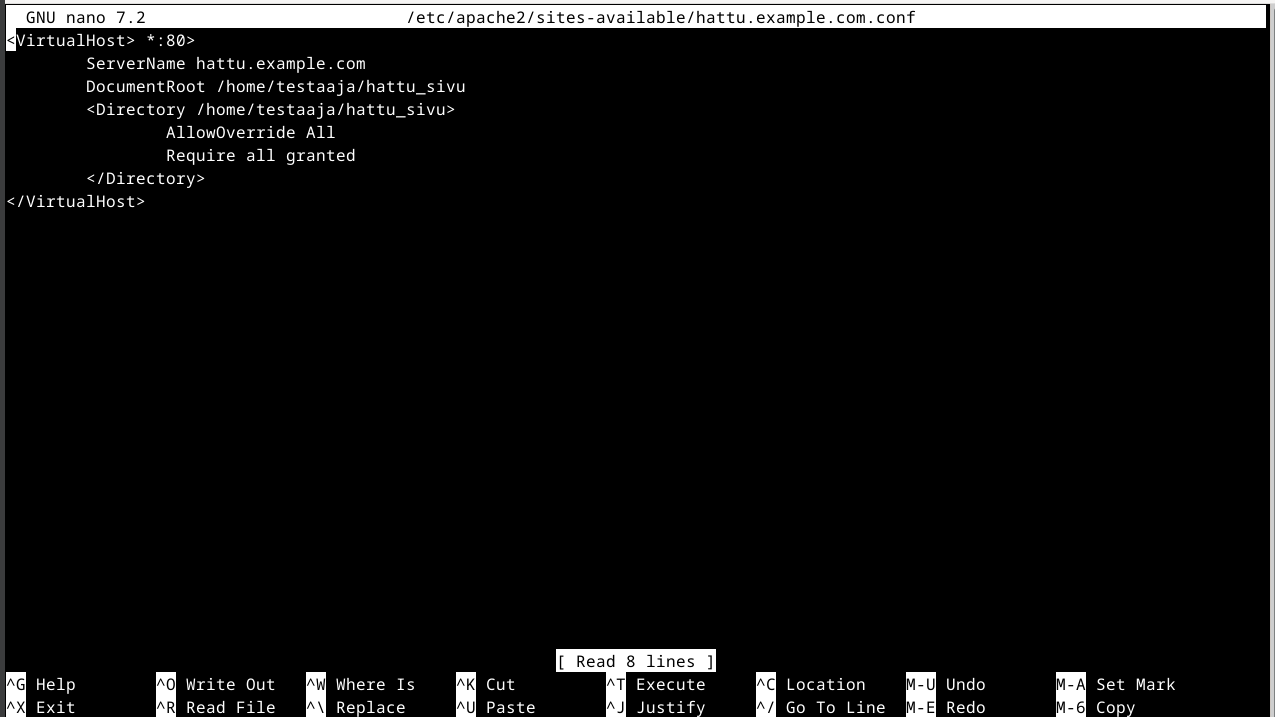 GNU nano 7.2 /etc/apache2/sites-available/hattu.example.com.conf
<VirtualHost> *:80>
ServerName hattu.example.com
DocumentRoot /home/testaaja/hattu_sivu
<Directory /home/testaaja/hattu_sivu>
AllowOverride All
Require all granted
</Directory>
</VirtualHost>
[ Read 8 lines ]
^G Help ^O Write Out ^W Where Is ^K Cut ^T Execute ^C Location M-U Undo M-A Set Mark
^X Exit ^R Read File ^\ Replace ^U Paste ^J Justify ^/ Go To Line M-E Redo M-6 Copy